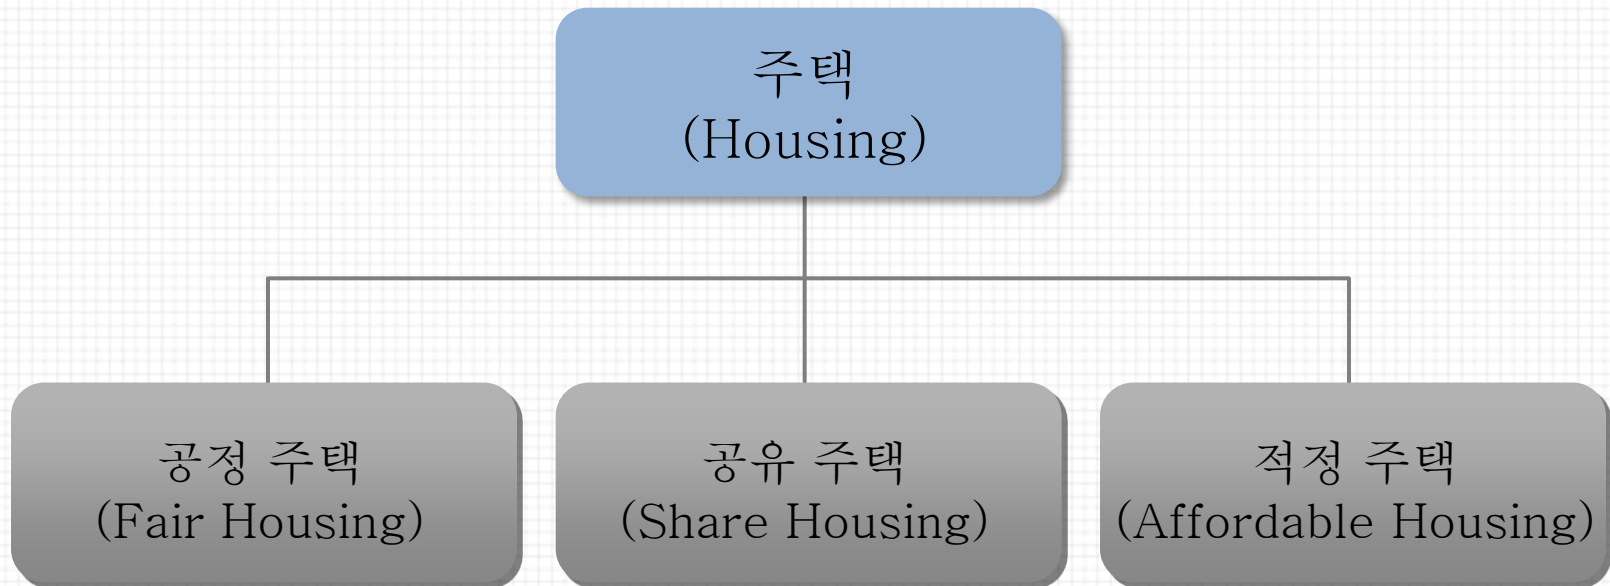 주택
(Housing)
공정 주택
(Fair Housing)
공유 주택
(Share Housing)
적정 주택
(Affordable Housing)